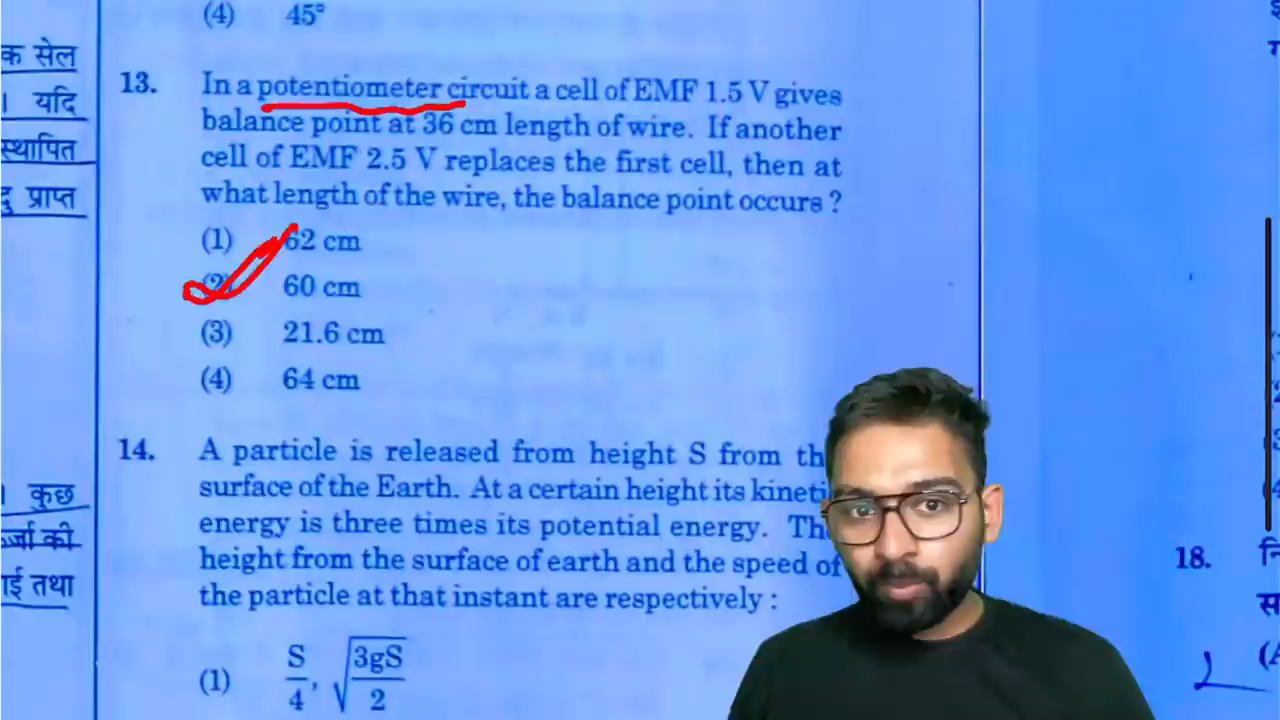 क सेल
। यदि
स्थापित
दु प्राप्त
। कुछ
र्जा की
ाई तथा
(4) 45°
13. In a potentiometer circuit a cell of EMF 1.5 V gives
balance point at 36 cm length of wire. If another
cell of EMF 2.5 V replaces the first cell, then at
what length of the wire, the balance point occurs ?
(1) 62 cm
(2) 60 cm
(3) 21.6 cm
(4) 64 cm
14. A particle is released from height S from th
surface of the Earth. At a certain height its kineti
energy is three times its potential energy. Th
height from the surface of earth and the speed of
the particle at that instant are respectively :
(1) S/4, √(3gS/2)
18. नि
स
(A